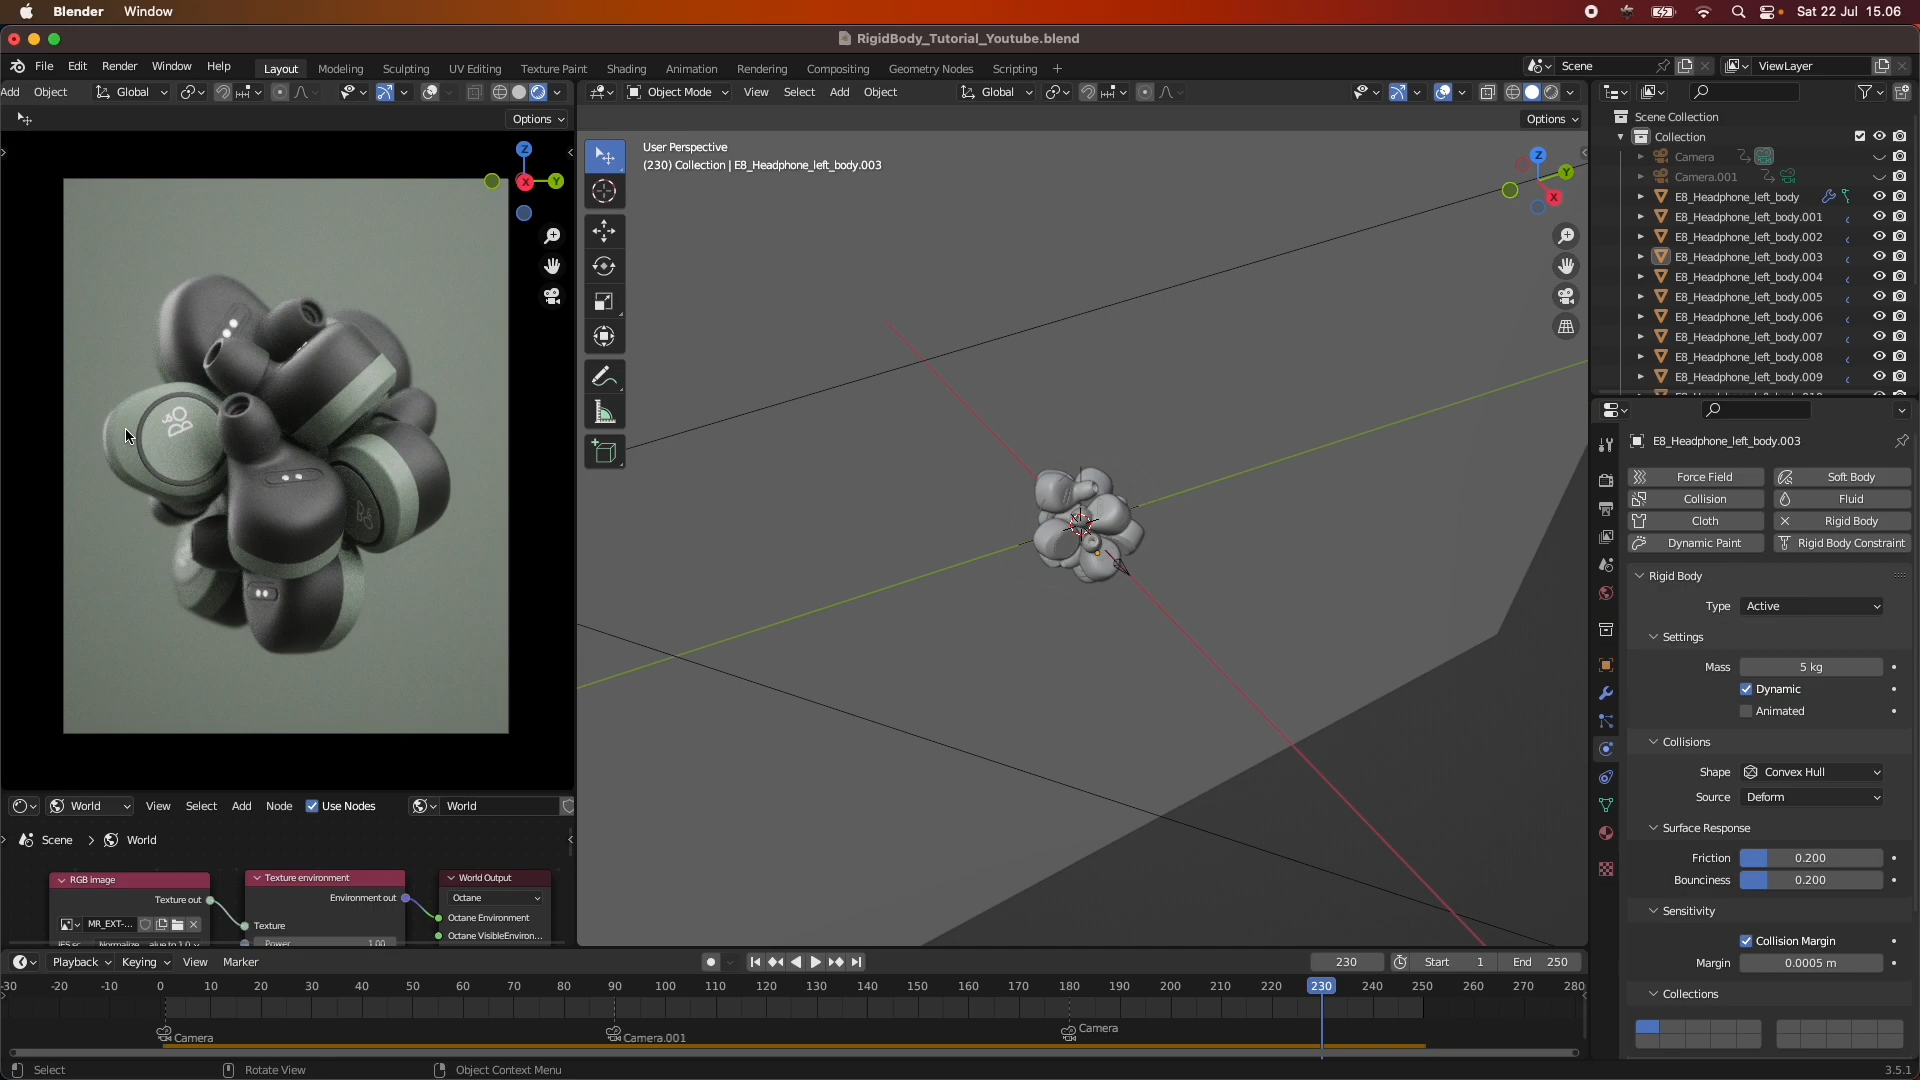 Blender Window Sat 22 Jul 15.06
RigidBody_Tutorial_Youtube.blend
File Edit Render Window Help Layout Modeling Sculpting UV Editing Texture Paint Shading Animation Rendering Compositing Geometry Nodes Scripting + Scene ViewLayer
Add Object Global
Object Mode View Select Add Object Global
Options
Options
Z
X
Y
User Perspective
(230) Collection | E8_Headphone_left_body.003
Z
Y
X
B&O
Scene Collection
Collection
Camera
Camera.001
E8_Headphone_left_body
E8_Headphone_left_body.001
E8_Headphone_left_body.002
E8_Headphone_left_body.003
E8_Headphone_left_body.004
E8_Headphone_left_body.005
E8_Headphone_left_body.006
E8_Headphone_left_body.007
E8_Headphone_left_body.008
E8_Headphone_left_body.009
E8_Headphone_left_body.003
Force Field Soft Body
Collision Fluid
Cloth Rigid Body
Dynamic Paint Rigid Body Constraint
Rigid Body
Type Active
Settings
Mass 5 kg
Dynamic
Animated
Collisions
Shape Convex Hull
Source Deform
Surface Response
Friction 0.200
Bounciness 0.200
Sensitivity
Collision Margin
Margin 0.0005 m
Collections
World View Select Add Node Use Nodes World
Scene > World
RGB image
Texture out
MR_EXT-...
Texture environment
Environment out
Texture
Power 1.00
World Output
Octane
Octane Environment
Octane VisibleEnviron...
Playback Keying View Marker 230 Start 1 End 250
-30 -20 -10 0 10 20 30 40 50 60 70 80 90 100 110 120 130 140 150 160 170 180 190 200 210 220 230 240 250 260 270 280
Camera Camera.001 Camera
Select Rotate View Object Context Menu 3.5.1